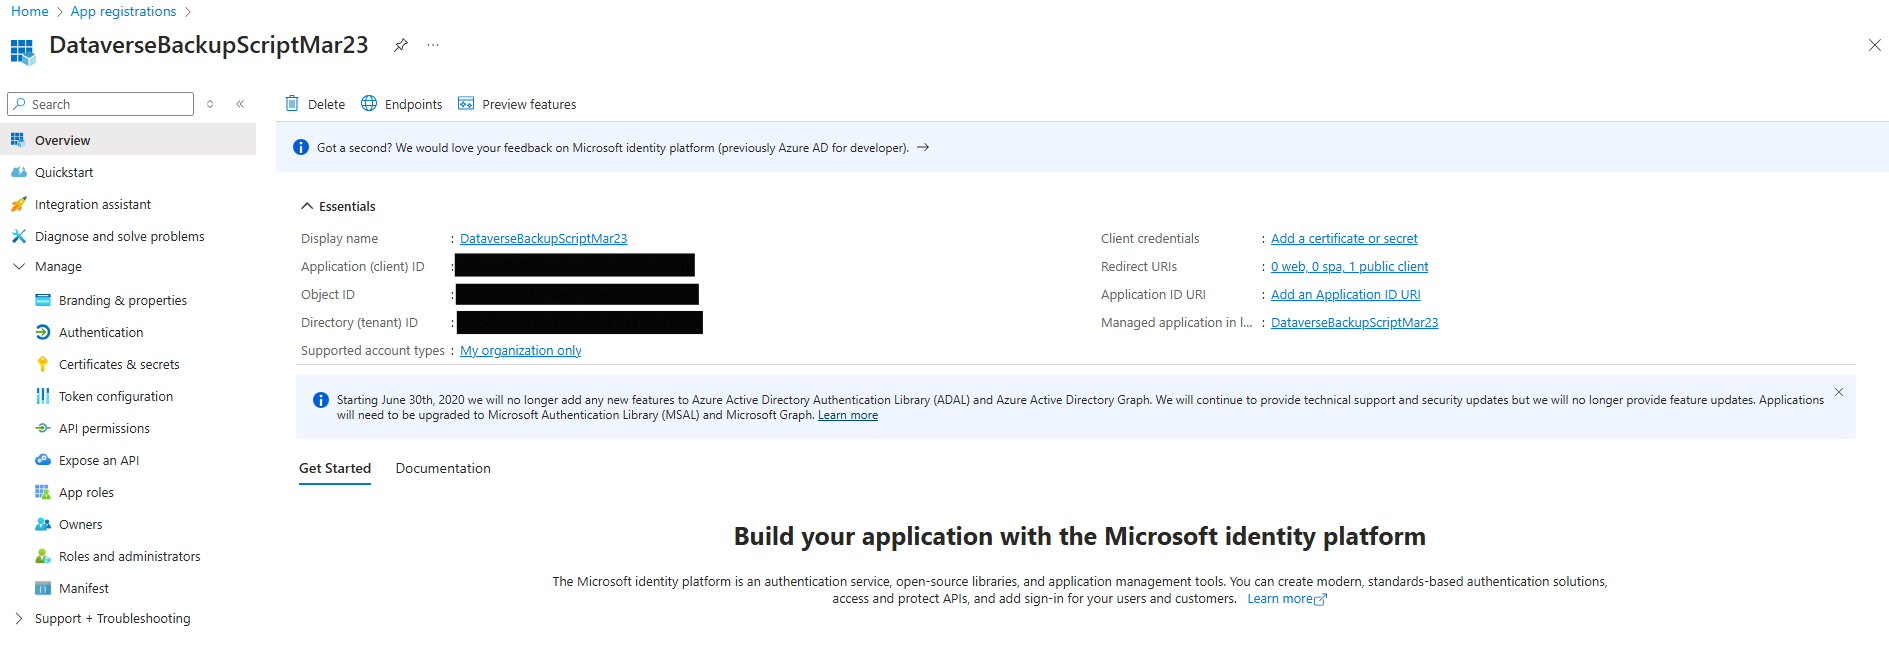 Home > App registrations >
DataverseBackupScriptMar23 ...
Search «
Delete Endpoints Preview features
Overview
Quickstart
Integration assistant
Diagnose and solve problems
Manage
Branding & properties
Authentication
Certificates & secrets
Token configuration
API permissions
Expose an API
App roles
Owners
Roles and administrators
Manifest
Support + Troubleshooting
Got a second? We would love your feedback on Microsoft identity platform (previously Azure AD for developer). →
Essentials
Display name : DataverseBackupScriptMar23
Application (client) ID :
Object ID :
Directory (tenant) ID :
Supported account types : My organization only
Client credentials : Add a certificate or secret
Redirect URIs : 0 web, 0 spa, 1 public client
Application ID URI : Add an Application ID URI
Managed application in l... : DataverseBackupScriptMar23
Starting June 30th, 2020 we will no longer add any new features to Azure Active Directory Authentication Library (ADAL) and Azure Active Directory Graph. We will continue to provide technical support and security updates but we will no longer provide feature updates. Applications
will need to be upgraded to Microsoft Authentication Library (MSAL) and Microsoft Graph. Learn more
Get Started Documentation
Build your application with the Microsoft identity platform
The Microsoft identity platform is an authentication service, open-source libraries, and application management tools. You can create modern, standards-based authentication solutions,
access and protect APIs, and add sign-in for your users and customers. Learn more